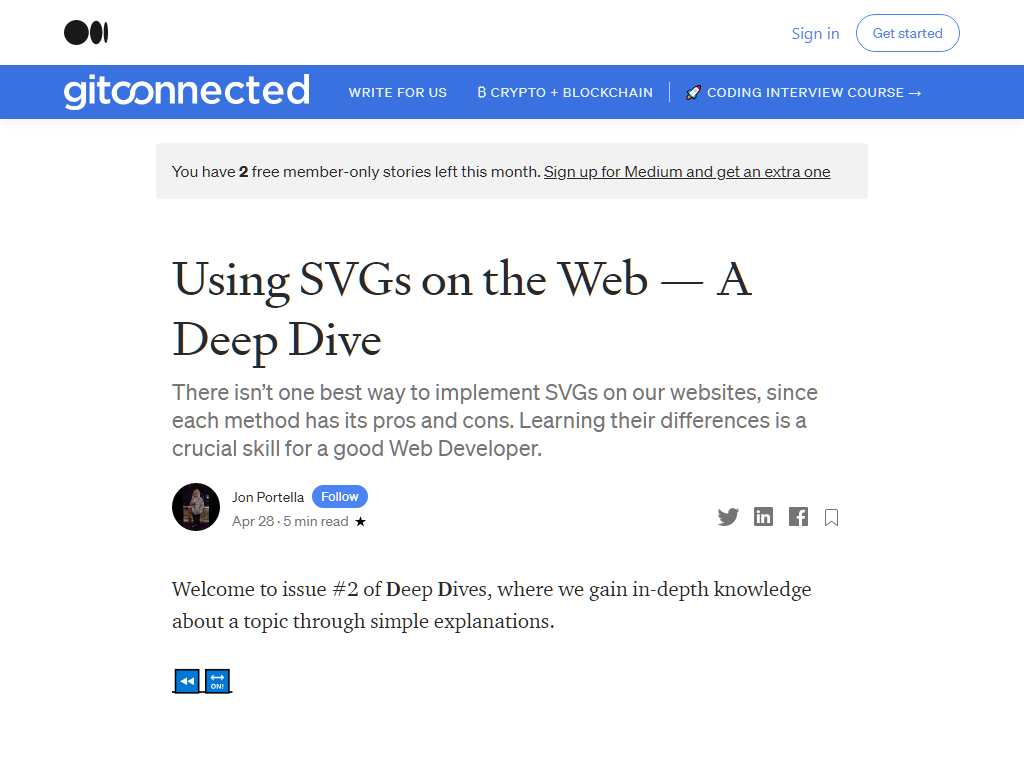 Sign in
Get started
gitconnected
WRITE FOR US
₿ CRYPTO + BLOCKCHAIN
🚀 CODING INTERVIEW COURSE →
You have 2 free member-only stories left this month. Sign up for Medium and get an extra one
Using SVGs on the Web — A
Deep Dive
There isn’t one best way to implement SVGs on our websites, since
each method has its pros and cons. Learning their differences is a
crucial skill for a good Web Developer.
Jon Portella
Follow
Apr 28 · 5 min read ★
Welcome to issue #2 of Deep Dives, where we gain in-depth knowledge
about a topic through simple explanations.
⏪ 🔛